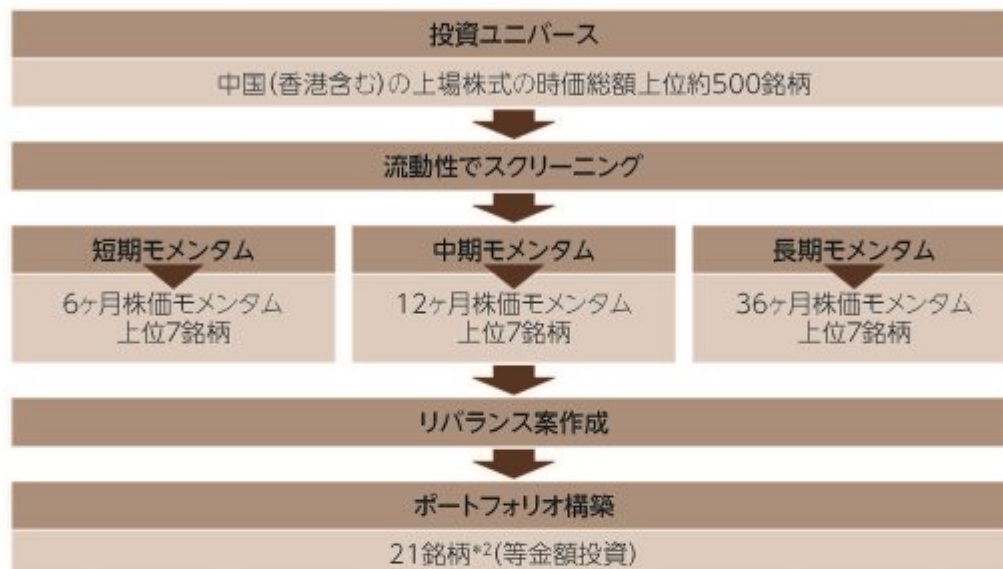 投資ユニバース
中国(香港含む)の上場株式の時価総額上位約500銘柄
流動性でスクリーニング
短期モメンタム
6ヶ月株価モメンタム
上位7銘柄
中期モメンタム
12ヶ月株価モメンタム
上位7銘柄
長期モメンタム
36ヶ月株価モメンタム
上位7銘柄
リバランス案作成
ポートフォリオ構築
21銘柄*2(等金額投資)